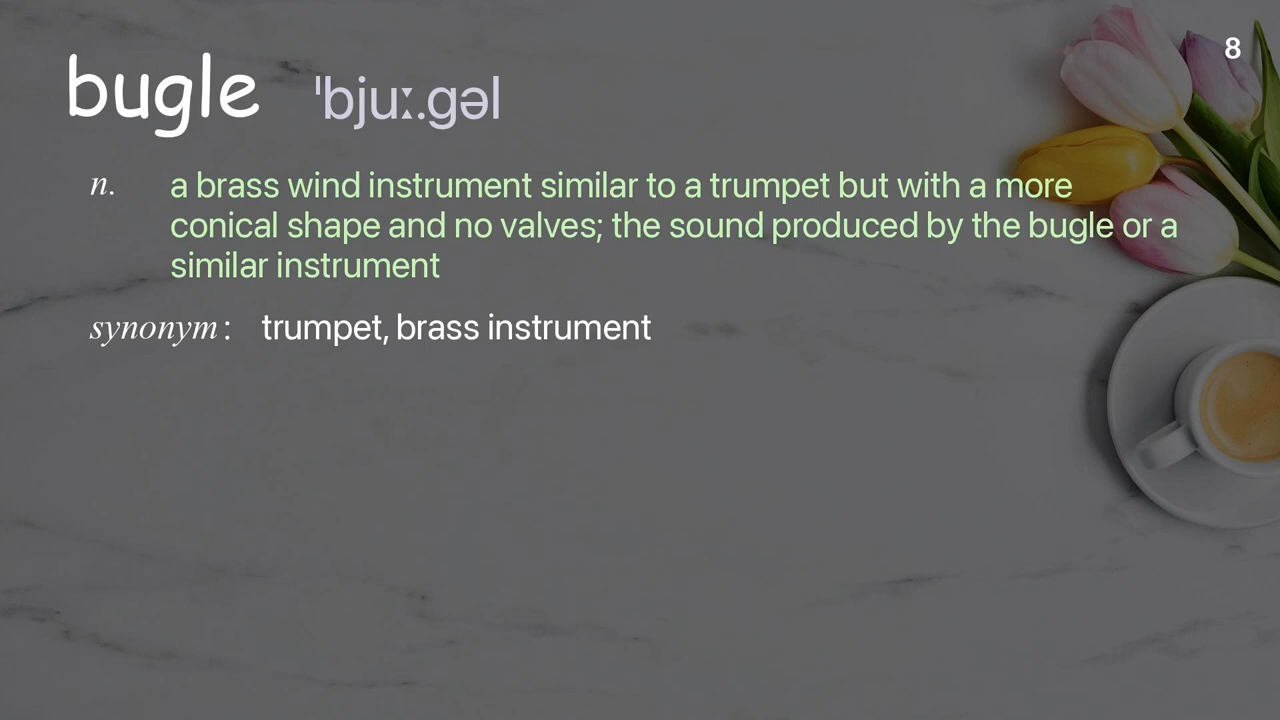 8
bugle ˈbjuː.gəl
n. a brass wind instrument similar to a trumpet but with a more
conical shape and no valves; the sound produced by the bugle or a
similar instrument
synonym: trumpet, brass instrument